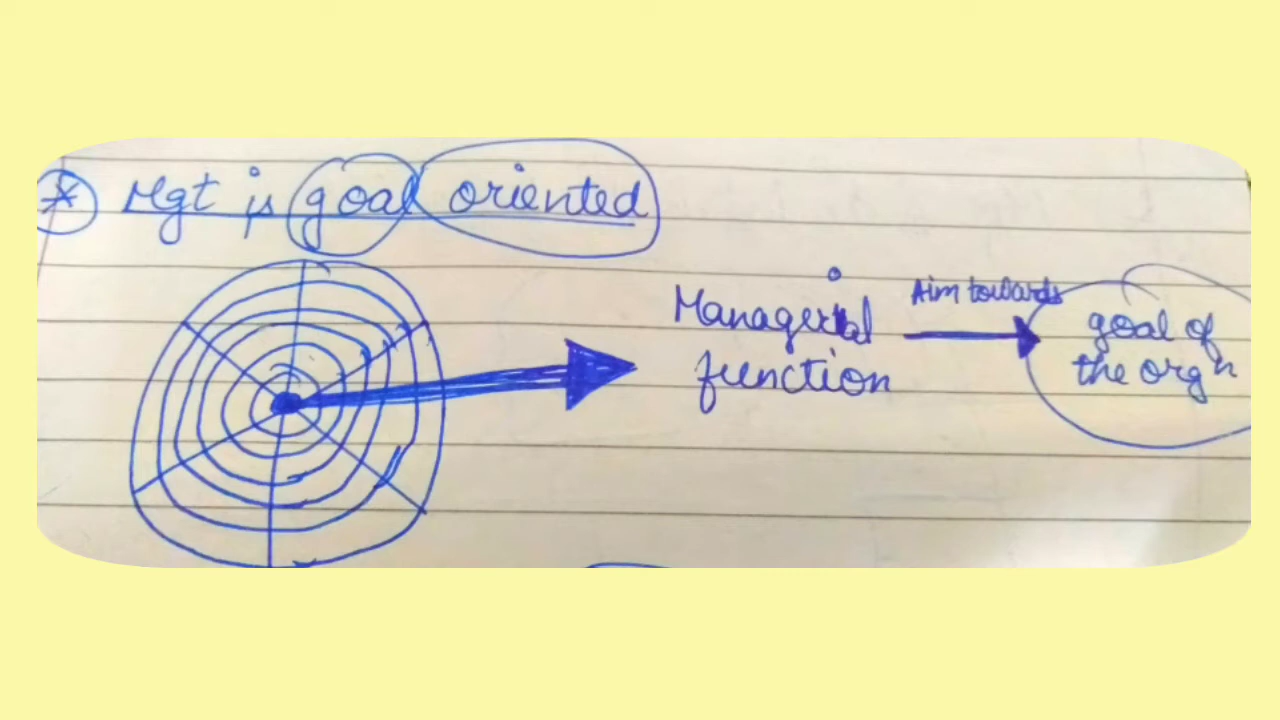 * Mgt is goal oriented
Aim towards
Managerial goal of
function the orgn